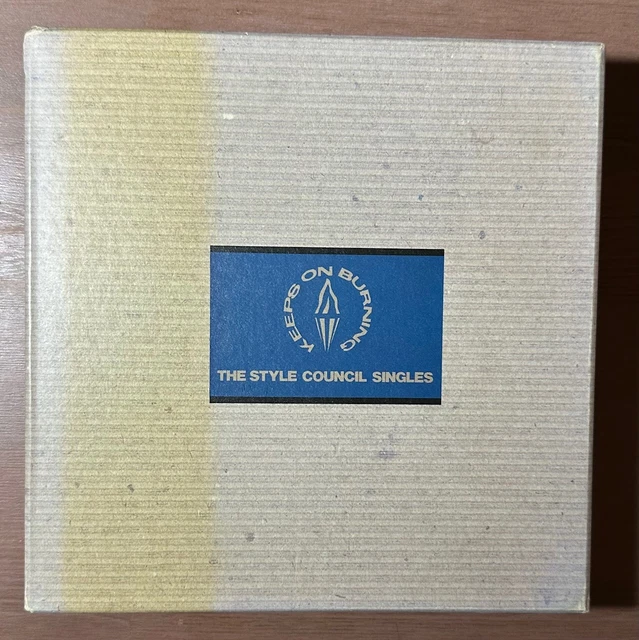 KEEPS ON BURNING
THE STYLE COUNCIL SINGLES